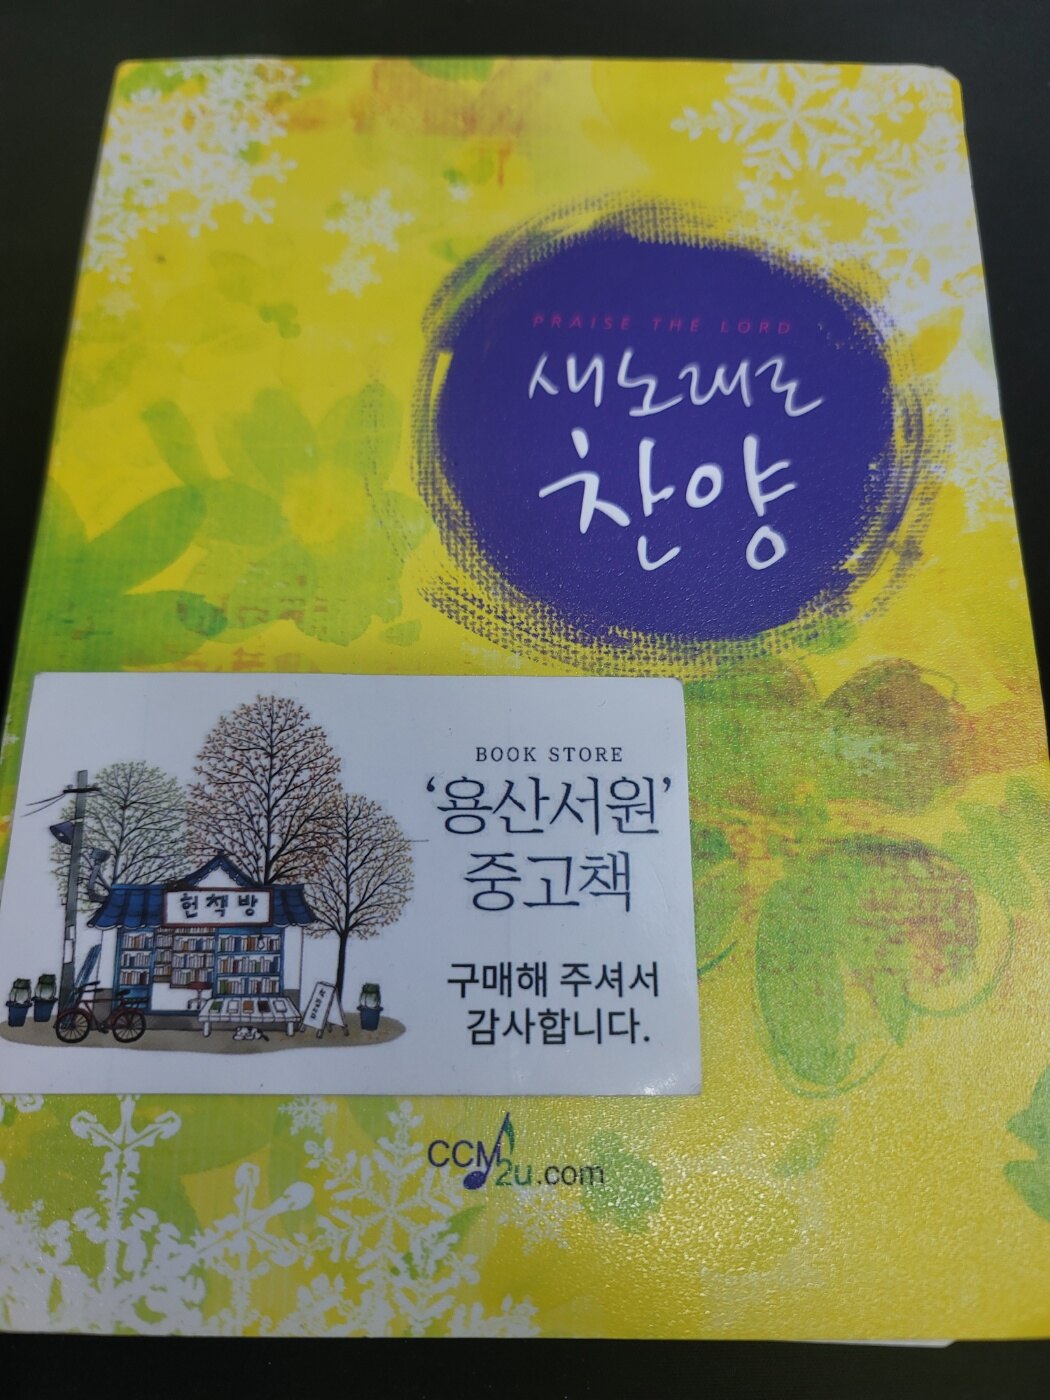 PRAISE THE LORD
새노래로
찬양
BOOK STORE
'용산서원'
중고책
헌책방
구매해 주셔서
감사합니다.
CCM2u.com